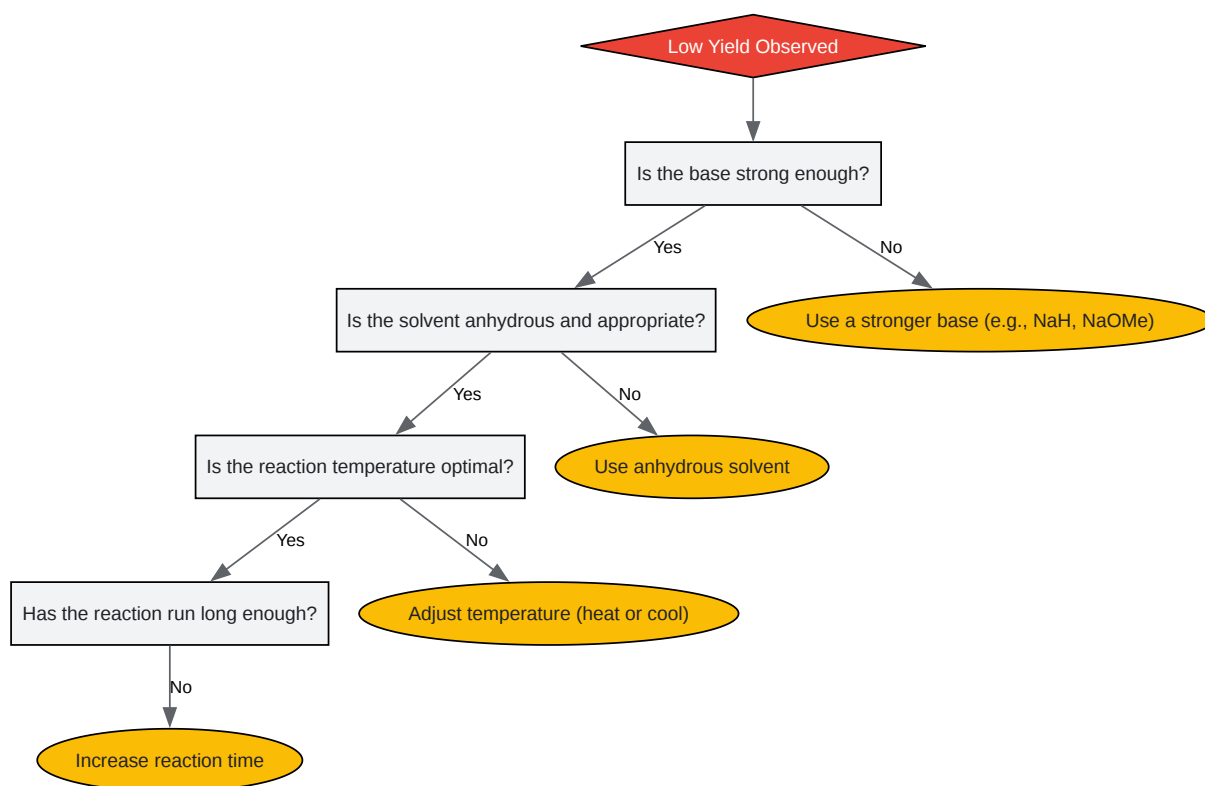 Low Yield Observed
Is the base strong enough?
Yes
No
Is the solvent anhydrous and appropriate?
Use a stronger base (e.g., NaH, NaOMe)
Yes
No
Is the reaction temperature optimal?
Use anhydrous solvent
Yes
No
Has the reaction run long enough?
Adjust temperature (heat or cool)
No
Increase reaction time